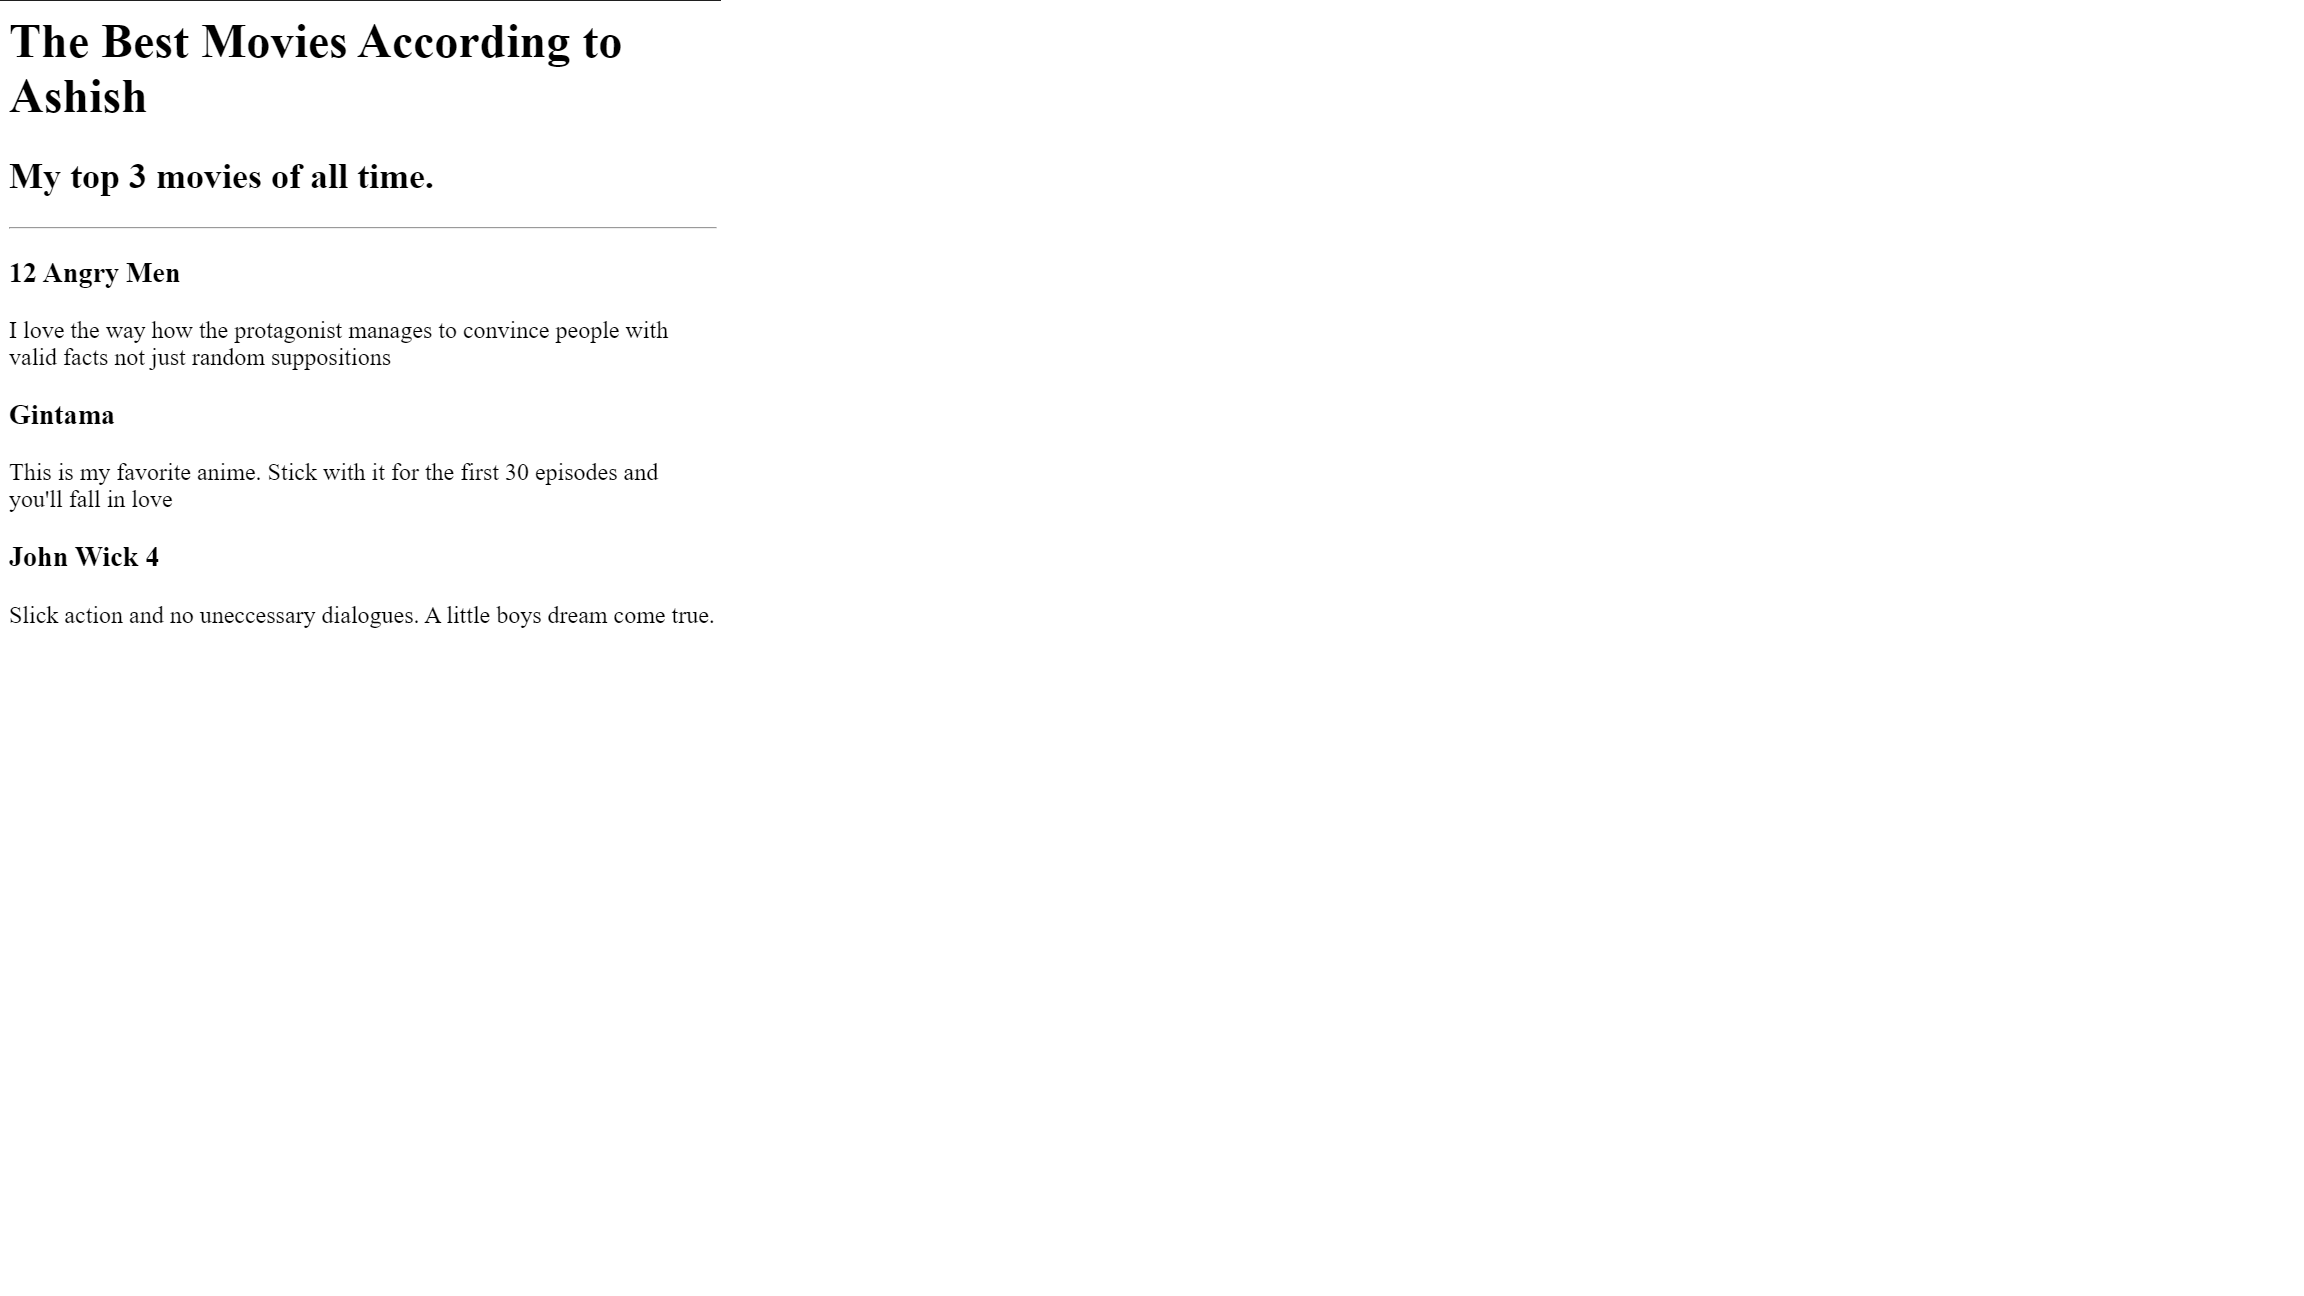 The Best Movies According to
Ashish
My top 3 movies of all time.
12 Angry Men
I love the way how the protagonist manages to convince people with
valid facts not just random suppositions
Gintama
This is my favorite anime. Stick with it for the first 30 episodes and
you'll fall in love
John Wick 4
Slick action and no uneccessary dialogues. A little boys dream come true.